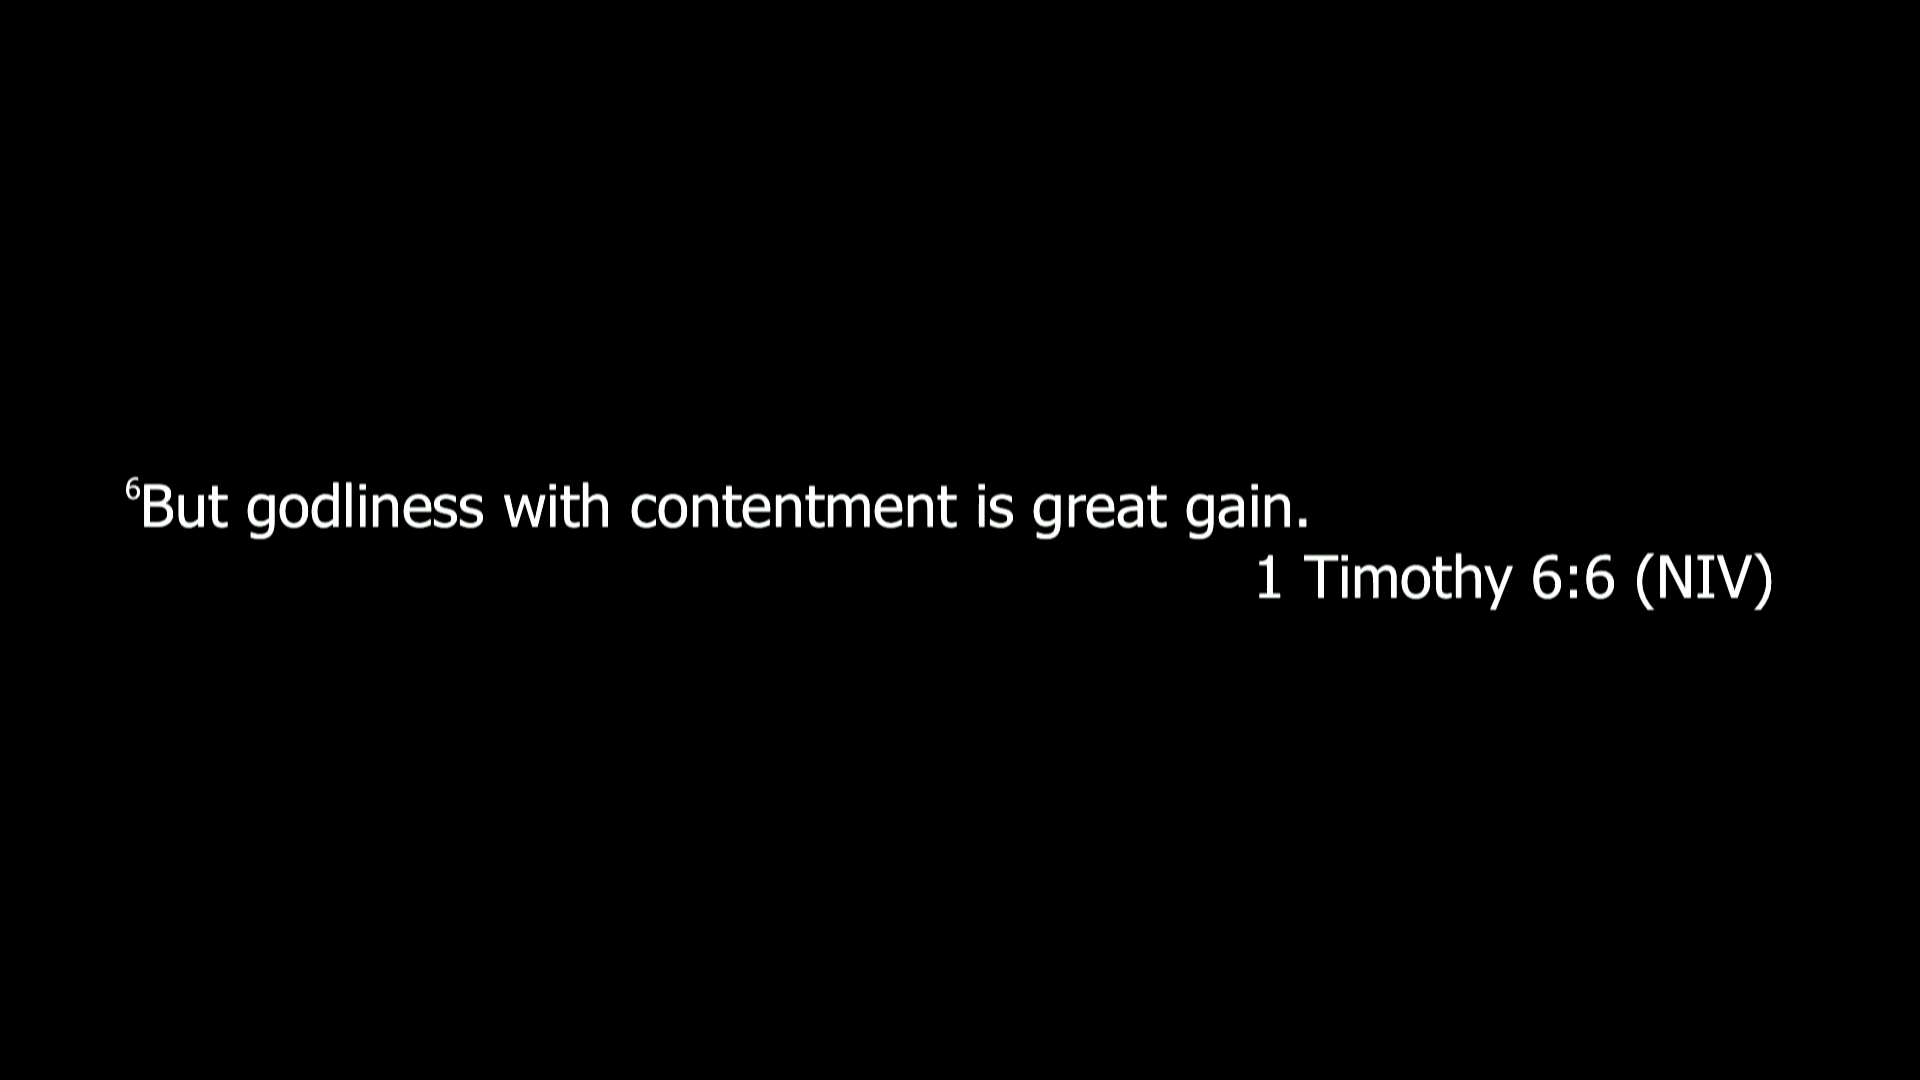 ⁶But godliness with contentment is great gain.
1 Timothy 6:6 (NIV)